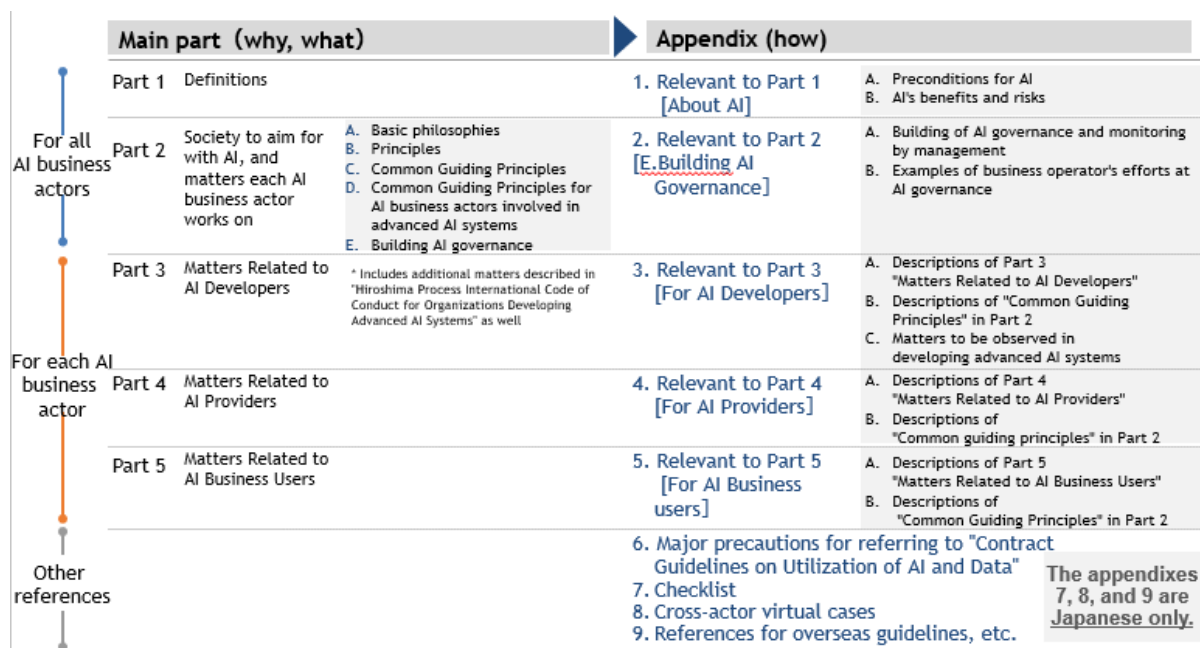 Main part (why, what)
Appendix (how)
For all
AI business
actors
Part 1
Definitions
1. Relevant to Part 1
[About AI]
A. Preconditions for AI
B. AI's benefits and risks
Part 2
Society to aim for
with AI, and
matters each AI
business actor
works on
A. Basic philosophies
B. Principles
C. Common Guiding Principles
D. Common Guiding Principles for
AI business actors involved in
advanced AI systems
E. Building AI governance
2. Relevant to Part 2
[E.Building AI
Governance]
A. Building of AI governance and monitoring
by management
B. Examples of business operator's efforts at
AI governance
For each AI
business
actor
Part 3
Matters Related to
AI Developers
* Includes additional matters described in
"Hiroshima Process International Code of
Conduct for Organizations Developing
Advanced AI Systems" as well
3. Relevant to Part 3
[For AI Developers]
A. Descriptions of Part 3
"Matters Related to AI Developers"
B. Descriptions of "Common Guiding
Principles" in Part 2
C. Matters to be observed in
developing advanced AI systems
Part 4
Matters Related to
AI Providers
4. Relevant to Part 4
[For AI Providers]
A. Descriptions of Part 4
"Matters Related to AI Providers"
B. Descriptions of
"Common guiding principles" in Part 2
Part 5
Matters Related to
AI Business Users
5. Relevant to Part 5
[For AI Business
users]
A. Descriptions of Part 5
"Matters Related to AI Business Users"
B. Descriptions of
"Common Guiding Principles" in Part 2
Other
references
6. Major precautions for referring to "Contract
Guidelines on Utilization of AI and Data"
7. Checklist
8. Cross-actor virtual cases
9. References for overseas guidelines, etc.
The appendixes
7, 8, and 9 are
Japanese only.